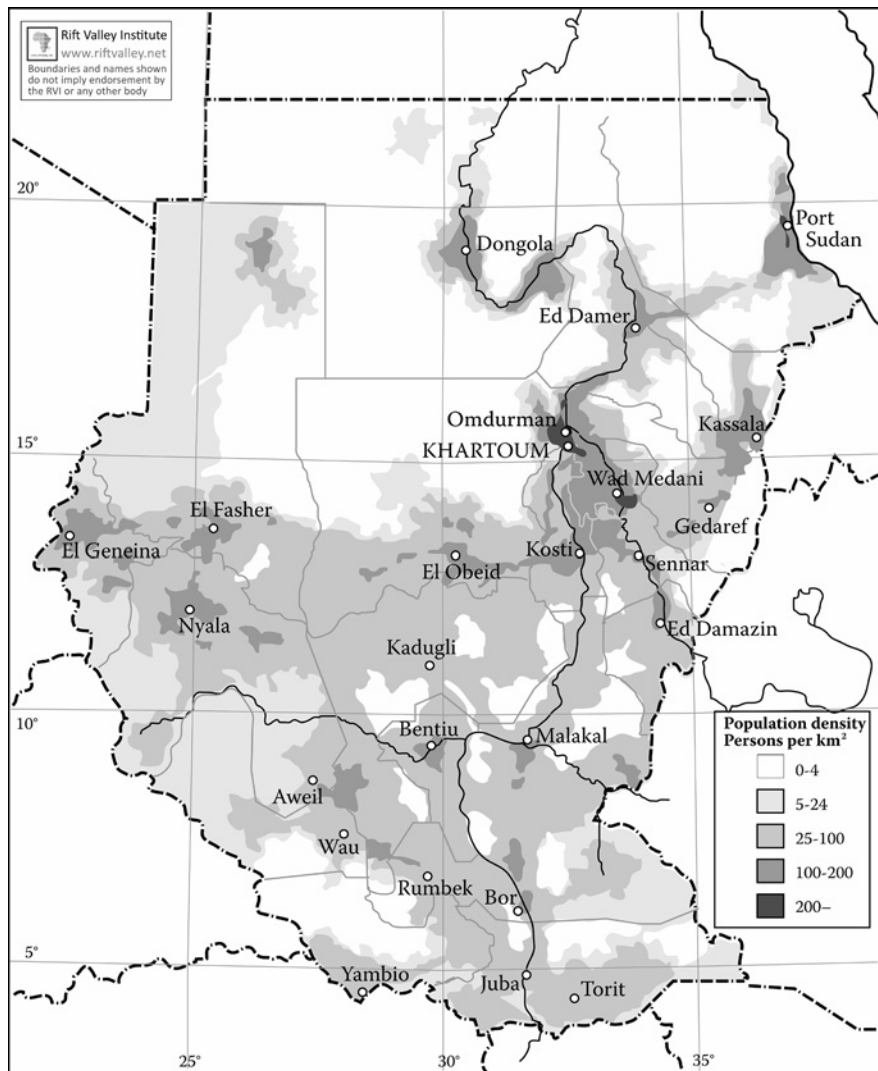 Rift Valley Institute
www.riftvalley.net
Boundaries and names shown
do not imply endorsement by
the RVI or any other body
20°
Port
Sudan
Dongola
Ed Damer
Omdurman
Kassala
15°
KHARTOUM
Wad Medani
El Fasher
Gedaref
El Geneina
Kosti
Sennar
El Obeid
Nyala
Ed Damazin
Kadugli
10°
Bentiu
Malakal
Population density
Persons per km²
0-4
Aweil
5-24
Wau
25-100
Rumbek
100-200
Bor
200–
5°
Yambio
Juba
Torit
25°
30°
35°